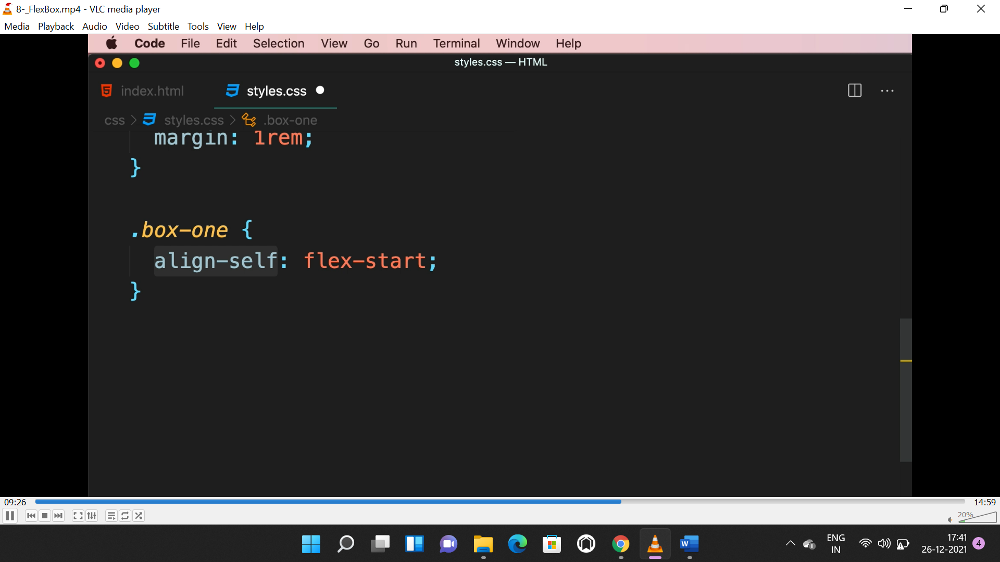 8-_FlexBox.mp4 - VLC media player
Media Playback Audio Video Subtitle Tools View Help
Code File Edit Selection View Go Run Terminal Window Help
styles.css — HTML
index.html styles.css
css > styles.css > .box-one
margin: 1rem;
}
.box-one {
align-self: flex-start;
}
09:26 14:59
20%
ENG
IN
17:41
26-12-2021
4